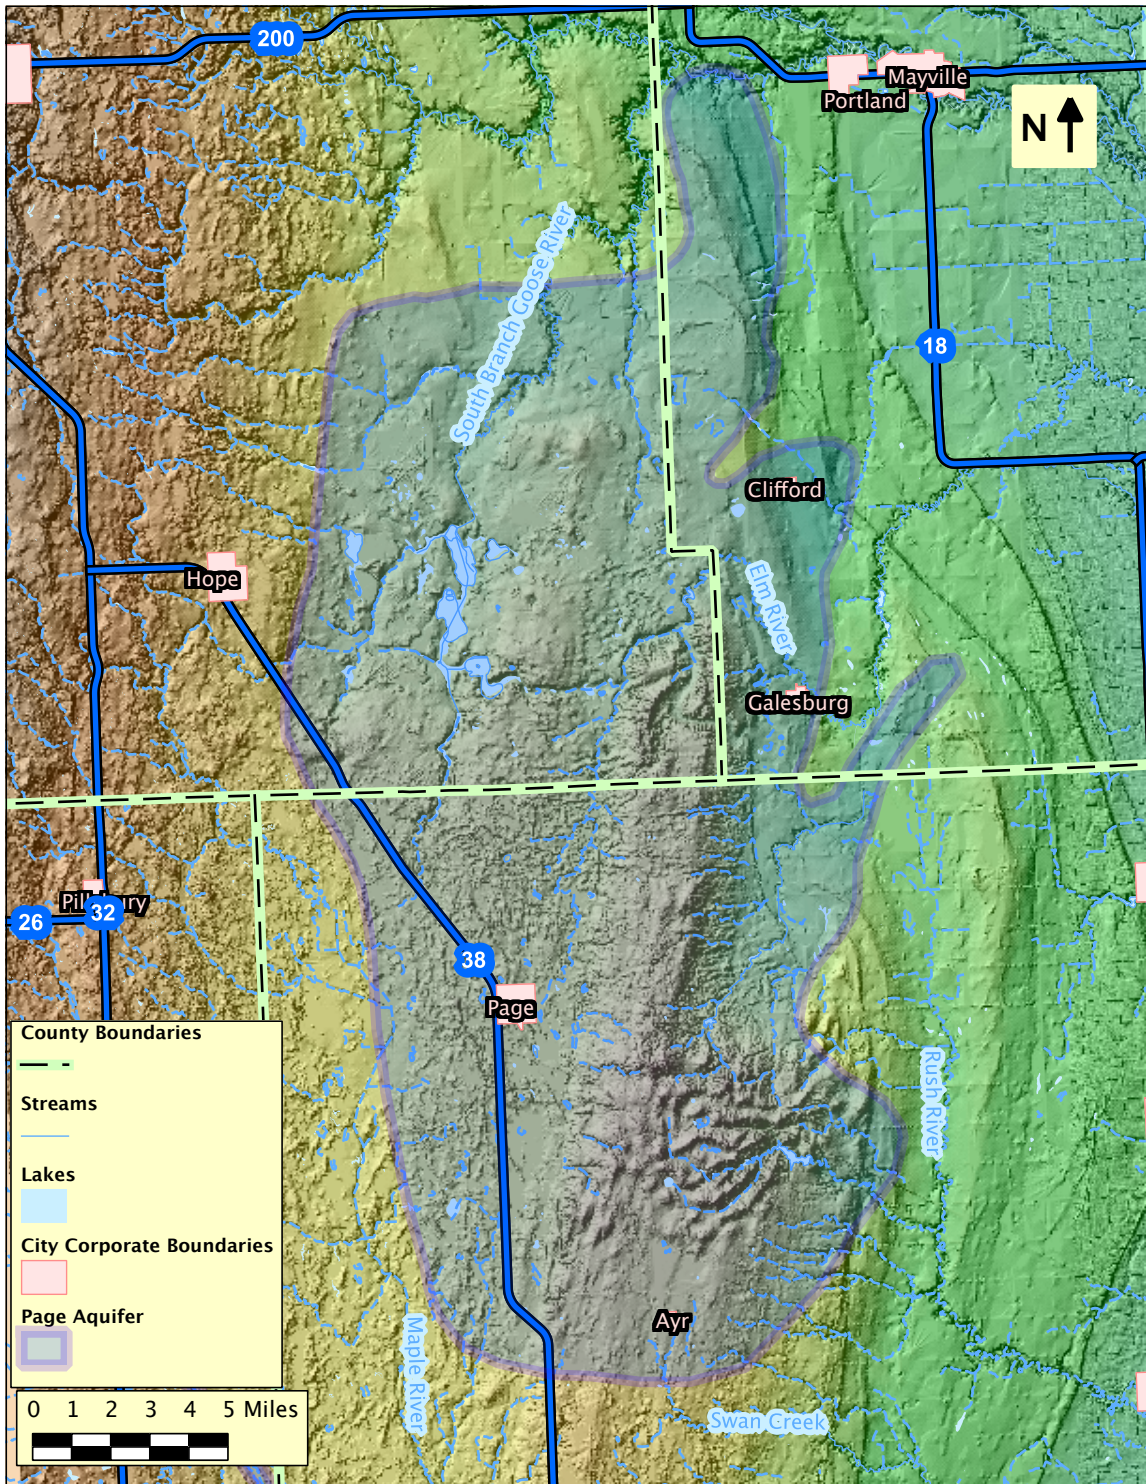 200
Mayville
Portland
N
South Branch Goose River
18
Clifford
Hope
Elm River
Galesburg
26
32
38
Page
County Boundaries
Streams
Rush River
Lakes
City Corporate Boundaries
Page Aquifer
Ayr
Maple River
0 1 2 3 4 5 Miles
Swan Creek